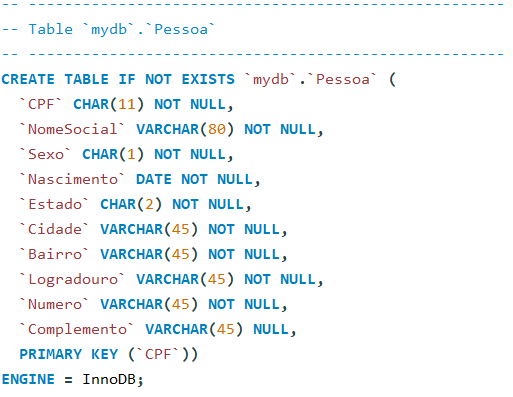 -- -----------------------------------------------------
-- Table `mydb`.`Pessoa`
-- -----------------------------------------------------
CREATE TABLE IF NOT EXISTS `mydb`.`Pessoa` (
  `CPF` CHAR(11) NOT NULL,
  `NomeSocial` VARCHAR(80) NOT NULL,
  `Sexo` CHAR(1) NOT NULL,
  `Nascimento` DATE NOT NULL,
  `Estado` CHAR(2) NOT NULL,
  `Cidade` VARCHAR(45) NOT NULL,
  `Bairro` VARCHAR(45) NOT NULL,
  `Logradouro` VARCHAR(45) NOT NULL,
  `Numero` VARCHAR(45) NOT NULL,
  `Complemento` VARCHAR(45) NULL,
  PRIMARY KEY (`CPF`))
ENGINE = InnoDB;